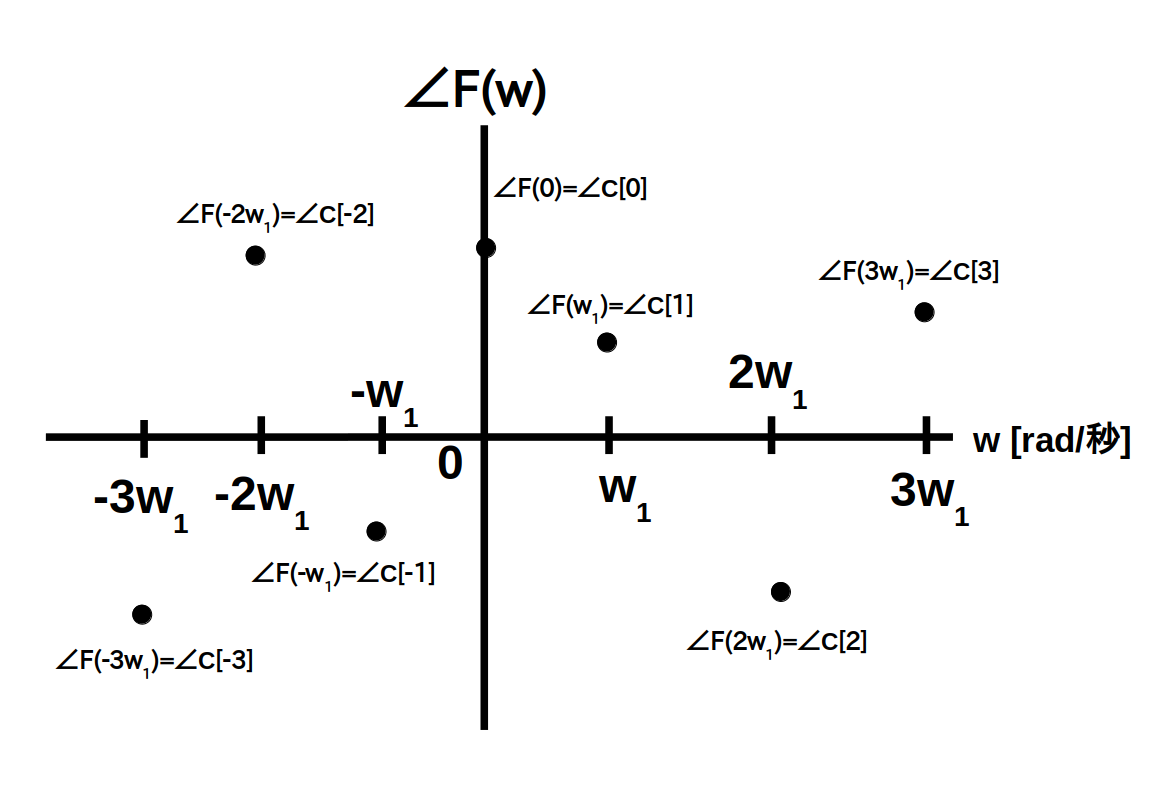 ∠F(w)
∠F(0)=∠C[0]
∠F(-2w1)=∠C[-2]
∠F(3w1)=∠C[3]
∠F(w1)=∠C[1]
2w1
-w1
w [rad/秒]
0
-3w1
-2w1
w1
3w1
∠F(-w1)=∠C[-1]
∠F(2w1)=∠C[2]
∠F(-3w1)=∠C[-3]